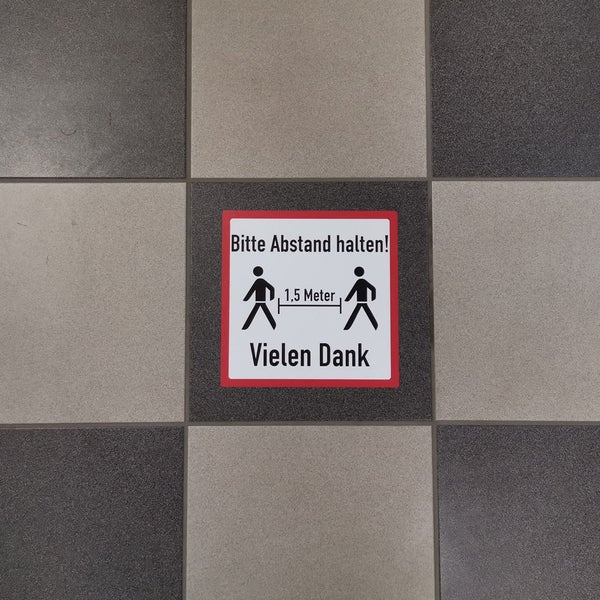 Bitte Abstand halten!
1,5 Meter
Vielen Dank